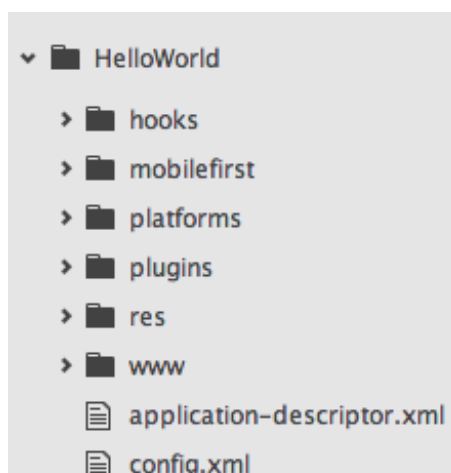 HelloWorld
hooks
mobilefirst
platforms
plugins
res
www
application-descriptor.xml
config.xml